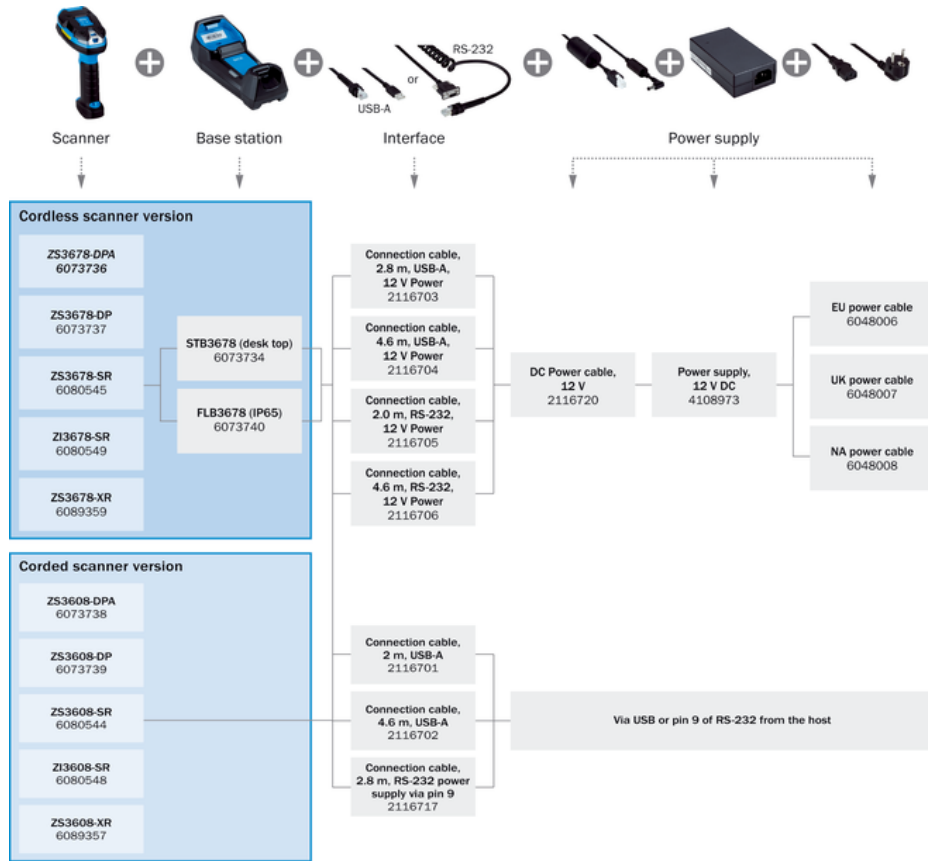 RS-232
or
USB-A
Scanner
Base station
Interface
Power supply
Cordless scanner version
ZS3678-DPA
6073736
ZS3678-DP
6073737
ZS3678-SR
6080545
ZI3678-SR
6080549
ZS3678-XR
6089359
STB3678 (desk top)
6073734
FLB3678 (IP65)
6073740
Connection cable,
2.8 m, USB-A,
12 V Power
2116703
Connection cable,
4.6 m, USB-A,
12 V Power
2116704
Connection cable,
2.0 m, RS-232,
12 V Power
2116705
Connection cable,
4.6 m, RS-232,
12 V Power
2116706
DC Power cable,
12 V
2116720
Power supply,
12 V DC
4108973
EU power cable
6048006
UK power cable
6048007
NA power cable
6048008
Corded scanner version
ZS3608-DPA
6073738
ZS3608-DP
6073739
ZS3608-SR
6080544
ZI3608-SR
6080548
ZS3608-XR
6089357
Connection cable,
2 m, USB-A
2116701
Connection cable,
4.6 m, USB-A
2116702
Connection cable,
2.8 m, RS-232 power
supply via pin 9
2116717
Via USB or pin 9 of RS-232 from the host